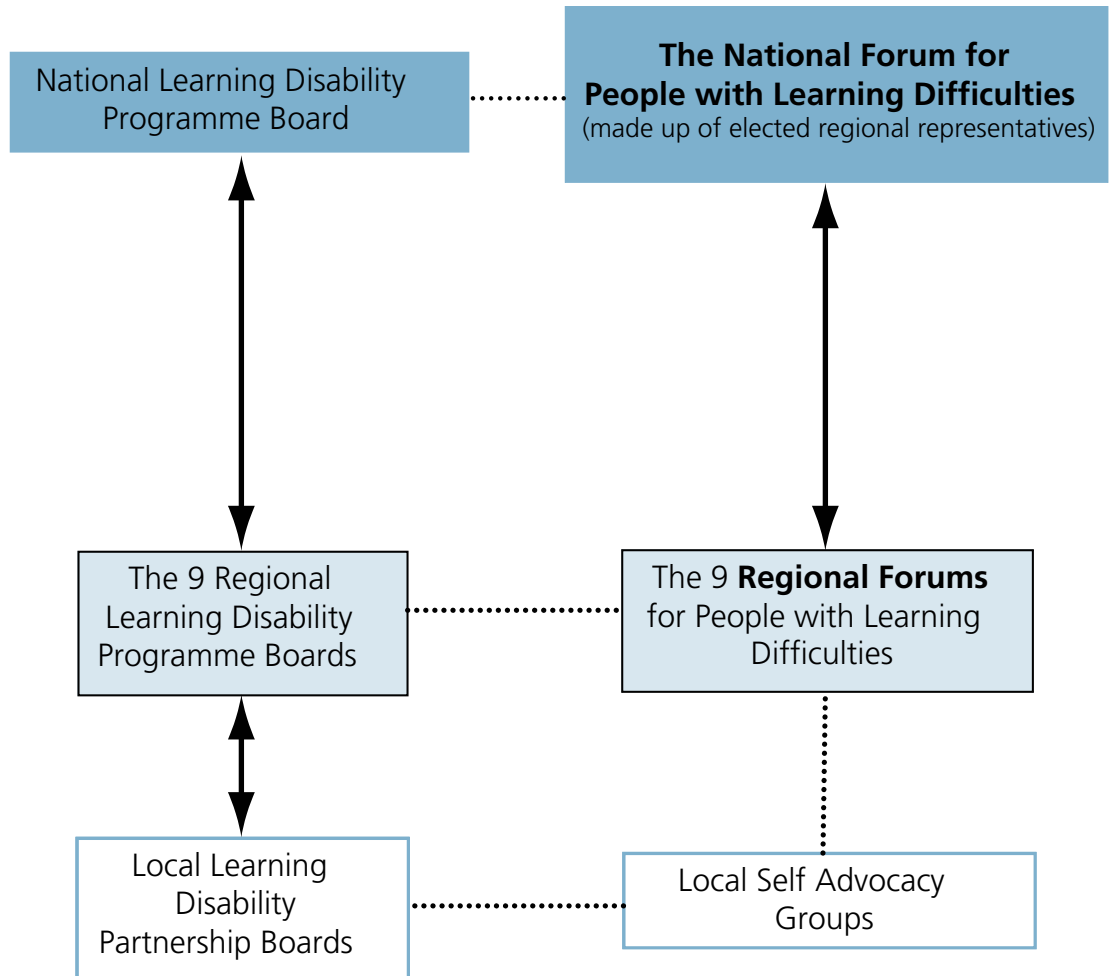 National Learning Disability
Programme Board
The National Forum for
People with Learning Difficulties
(made up of elected regional representatives)
The 9 Regional
Learning Disability
Programme Boards
The 9 Regional Forums
for People with Learning
Difficulties
Local Learning
Disability
Partnership Boards
Local Self Advocacy
Groups